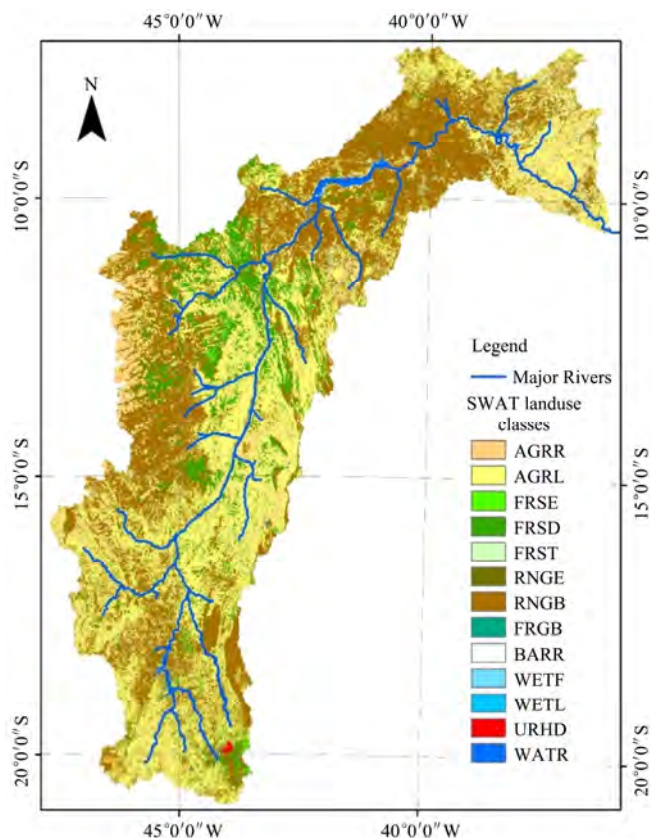 45°0'0"W 40°0'0"W
N
10°0'0"S 10°0'0"S
Legend
Major Rivers
SWAT landuse
classes
AGRR
AGRL
FRSE
15°0'0"S 15°0'0"S
FRSD
FRST
RNGE
RNGB
FRGB
BARR
WETF
WETL
URHD
20°0'0"S 20°0'0"S
WATR
45°0'0"W 40°0'0"W